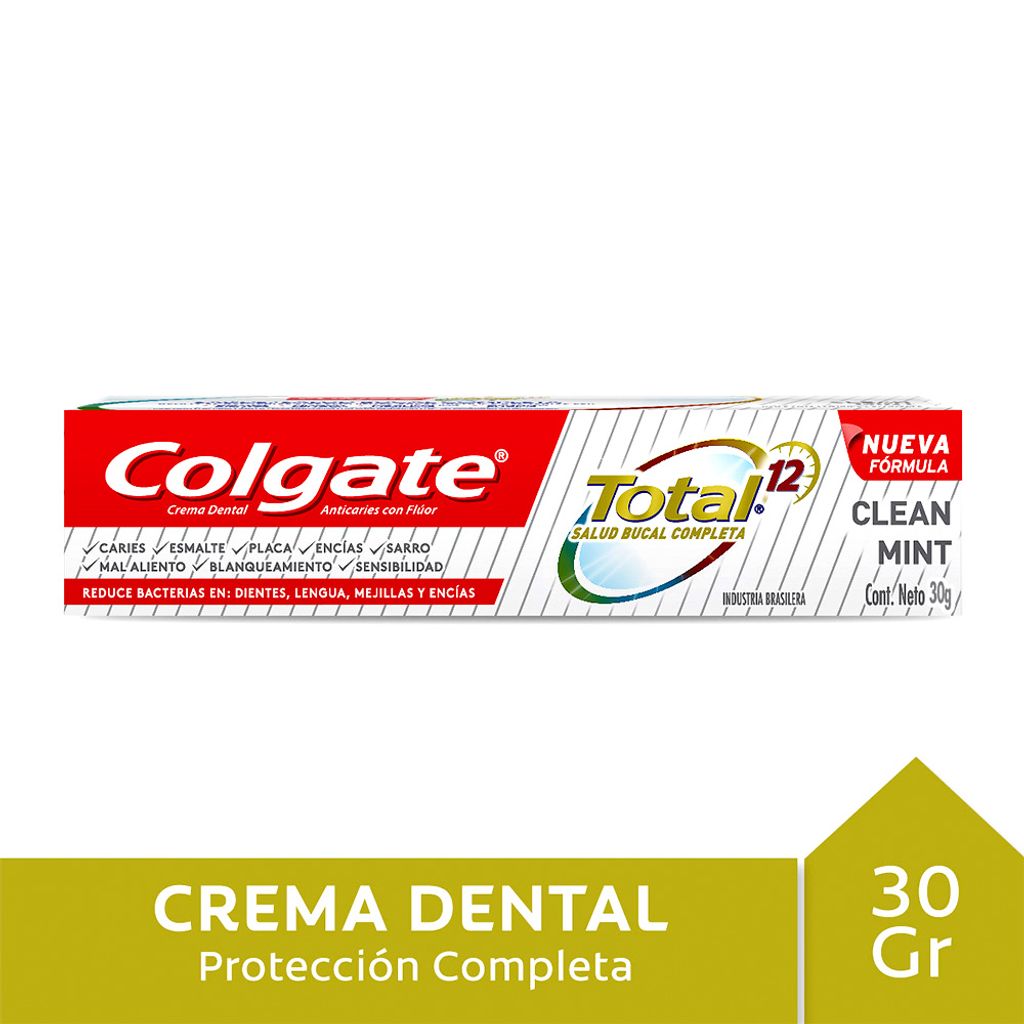 Colgate®
Crema Dental Anticaries con Flúor
✓CARIES ✓ESMALTE ✓PLACA ✓ENCÍAS ✓SARRO
✓MAL ALIENTO ✓BLANQUEAMIENTO ✓SENSIBILIDAD
REDUCE BACTERIAS EN: DIENTES, LENGUA, MEJILLAS Y ENCÍAS
Total®12
SALUD BUCAL COMPLETA
INDUSTRIA BRASILERA
NUEVA
FÓRMULA
CLEAN
MINT
Cont. Neto 30g
CREMA DENTAL
Protección Completa
30
Gr